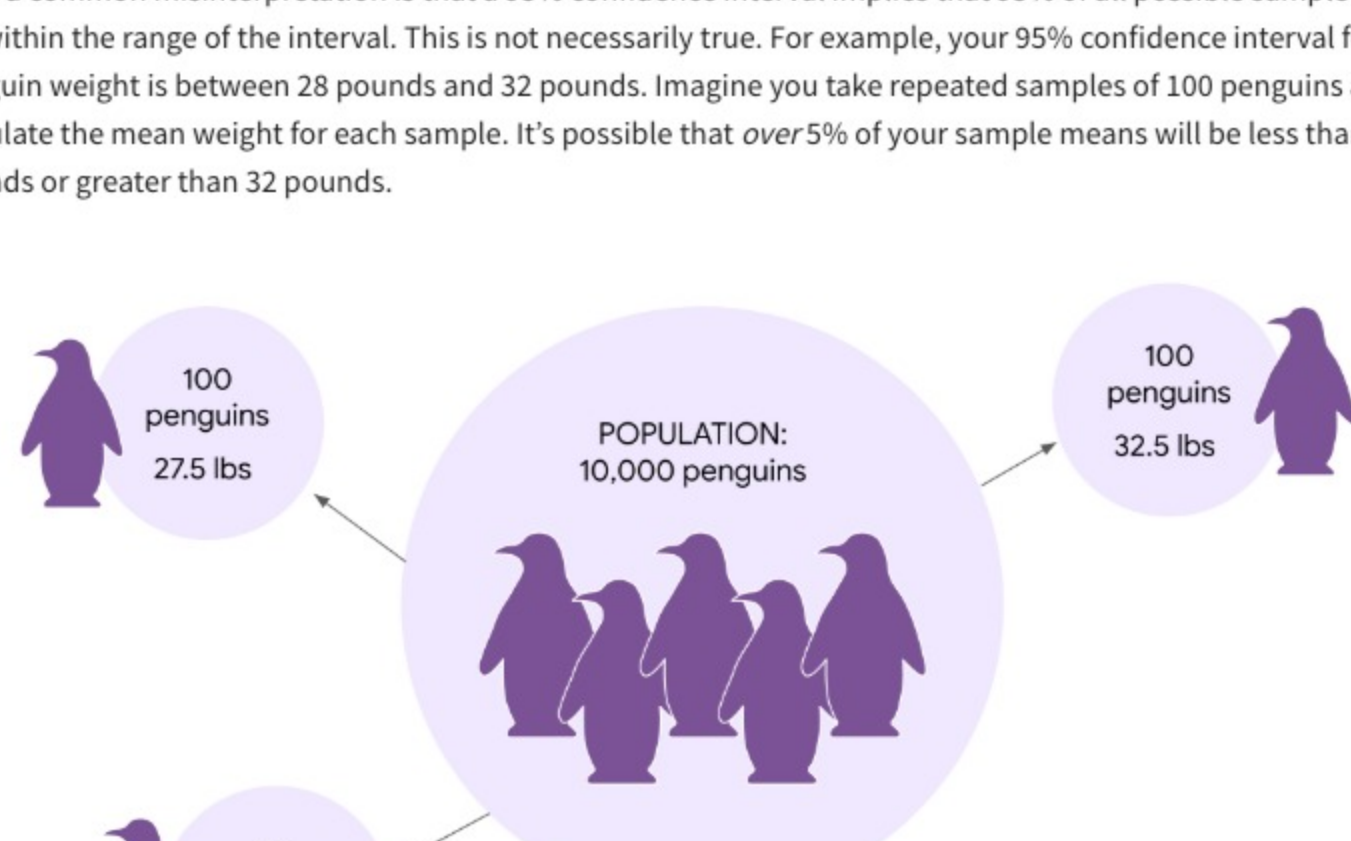 within the range of the interval. This is not necessarily true. For example, your 95% confidence interval f
guin weight is between 28 pounds and 32 pounds. Imagine you take repeated samples of 100 penguins
ulate the mean weight for each sample. It’s possible that over 5% of your sample means will be less tha
ds or greater than 32 pounds.
100
penguins
27.5 lbs
POPULATION:
10,000 penguins
100
penguins
32.5 lbs